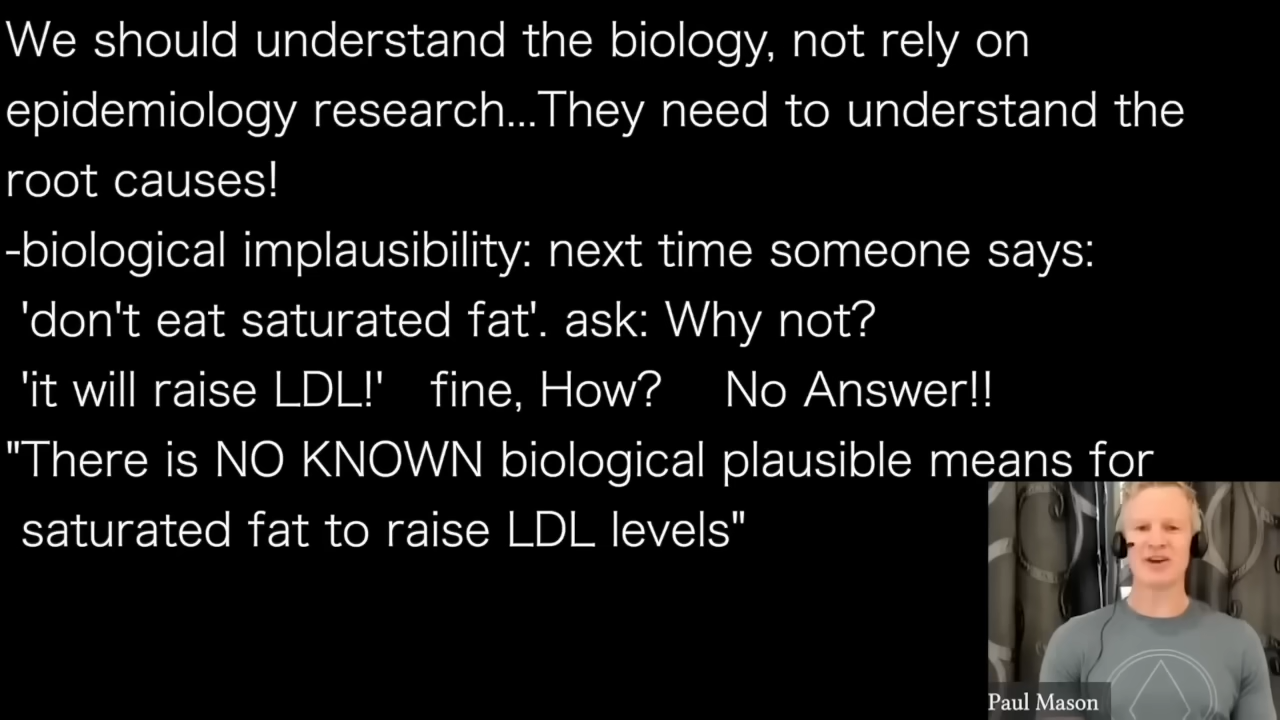 We should understand the biology, not rely on
epidemiology research...They need to understand the
root causes!
-biological implausibility: next time someone says:
'don't eat saturated fat'. ask: Why not?
'it will raise LDL!' fine, How? No Answer!!
"There is NO KNOWN biological plausible means for
saturated fat to raise LDL levels"
Paul Mason